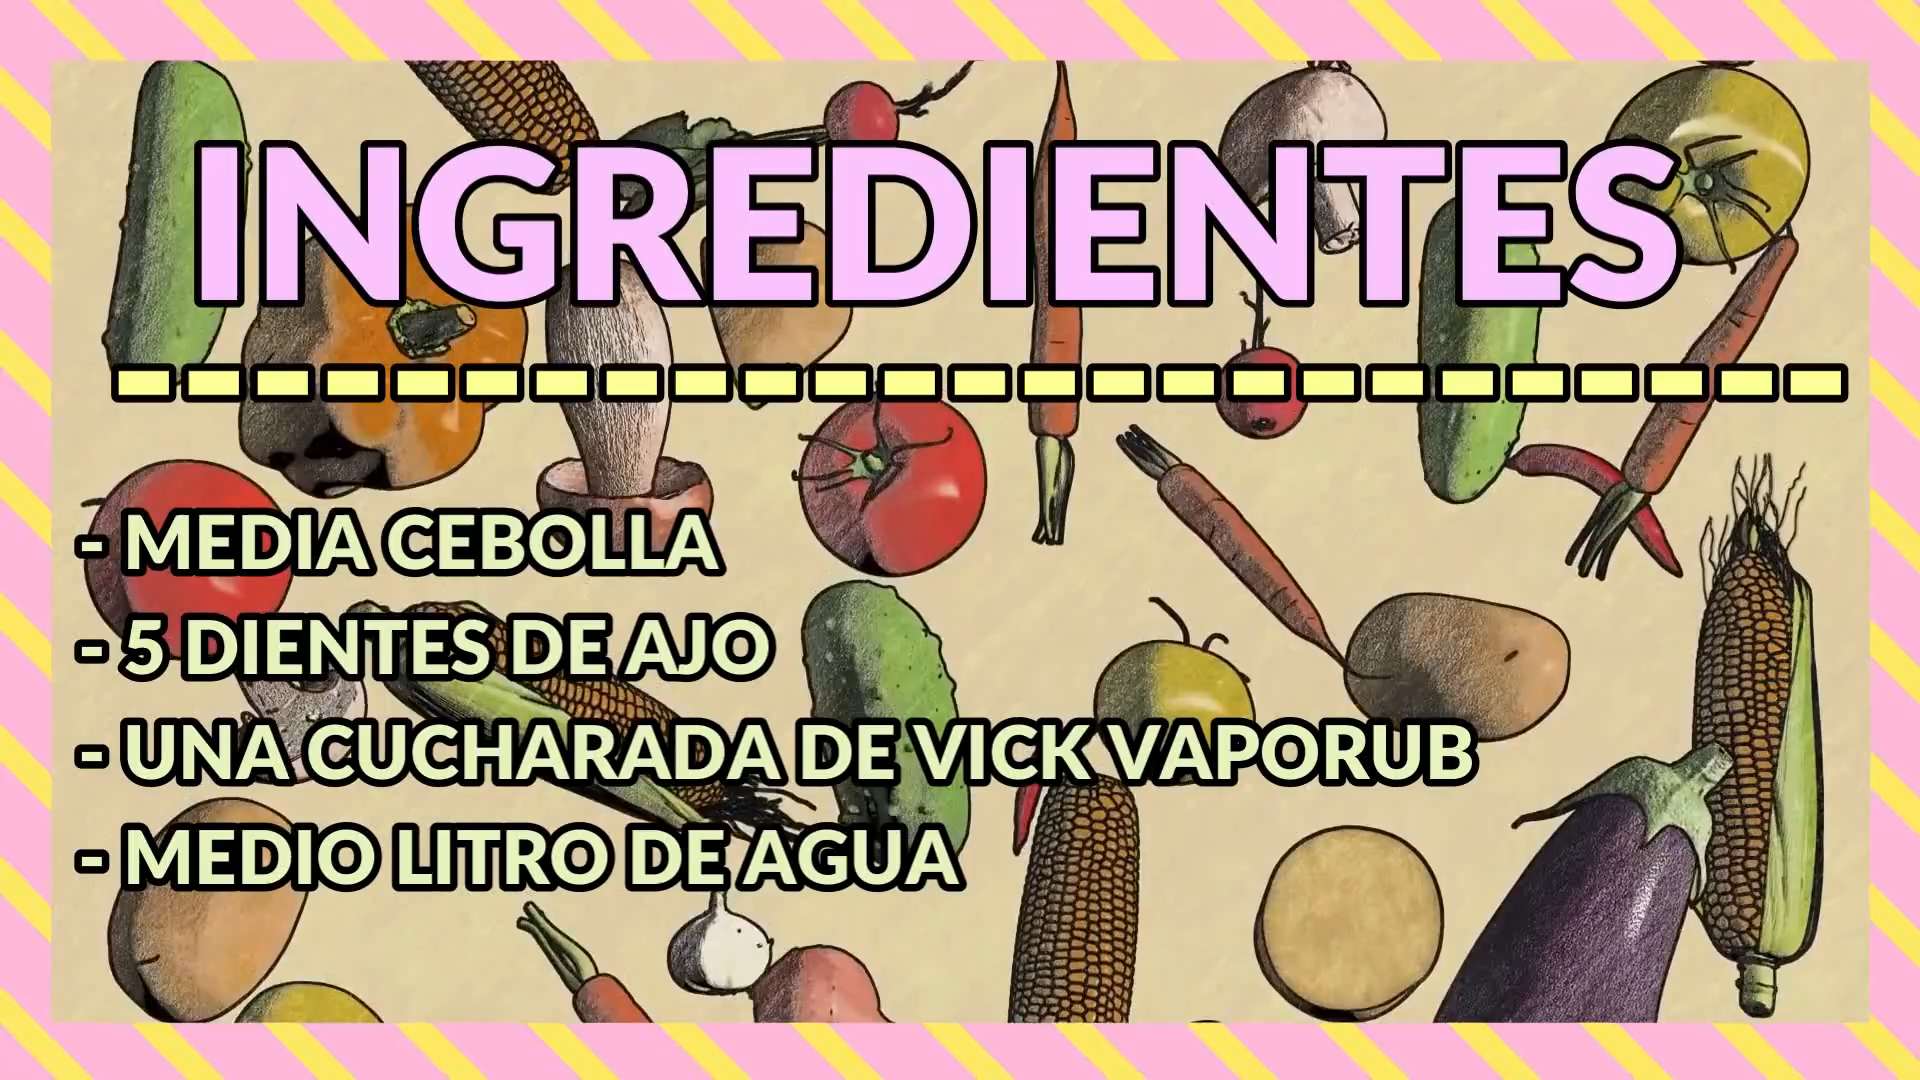 INGREDIENTES
- MEDIA CEBOLLA
- 5 DIENTES DE AJO
- UNA CUCHARADA DE VICK VAPORUB
- MEDIO LITRO DE AGUA